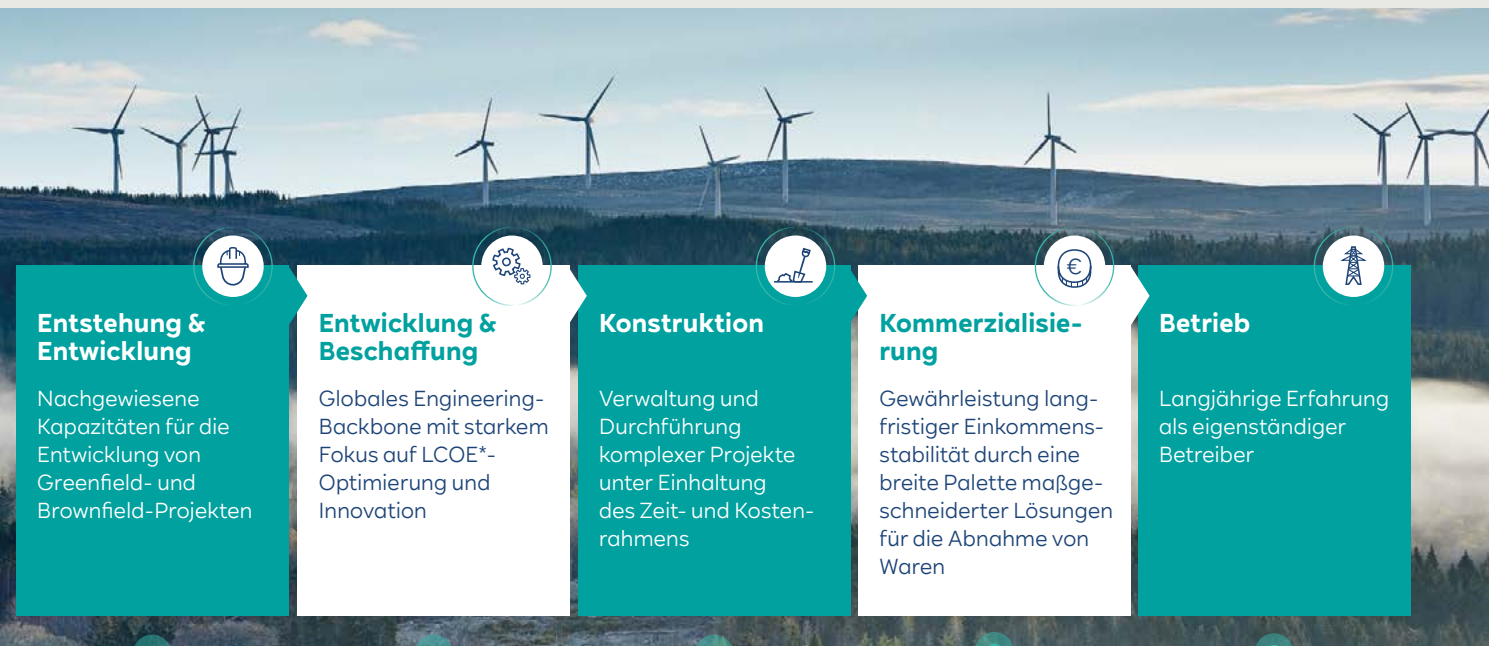 Entstehung &
Entwicklung
Nachgewiesene
Kapazitäten für die
Entwicklung von
Greenfield- und
Brownfield-Projekten
Entwicklung &
Beschaffung
Globales Engineering-
Backbone mit starkem
Fokus auf LCOE*-
Optimierung und
Innovation
Konstruktion
Verwaltung und
Durchführung
komplexer Projekte
unter Einhaltung
des Zeit- und Kosten-
rahmens
€
Kommerzialisie-
rung
Gewährleistung lang-
fristiger Einkommens-
stabilität durch eine
breite Palette maßge-
schneiderter Lösungen
für die Abnahme von
Waren
Betrieb
Langjährige Erfahrung
als eigenständiger
Betreiber